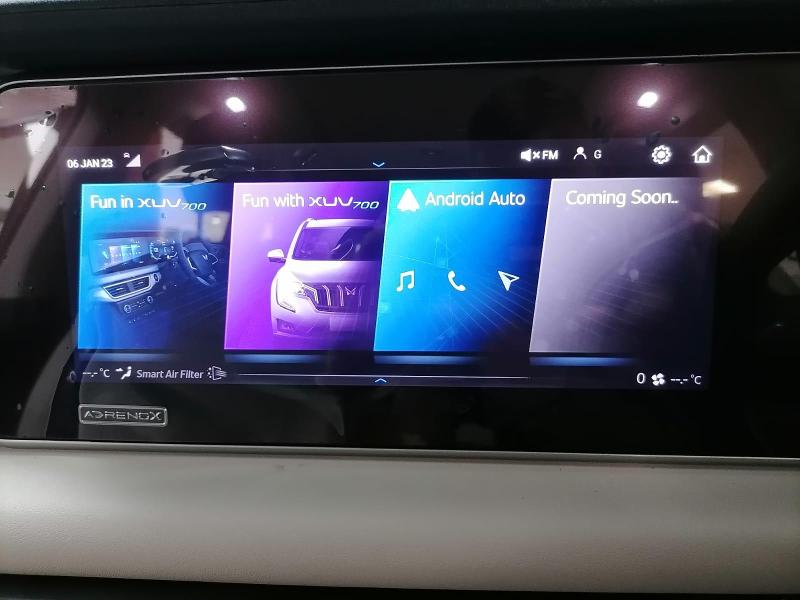 06 JAN 23
FM
G
Fun in XUV700
Fun with XUV700
Android Auto
Coming Soon..
--.- °C
Smart Air Filter
0
--.- °C
ADRENOX